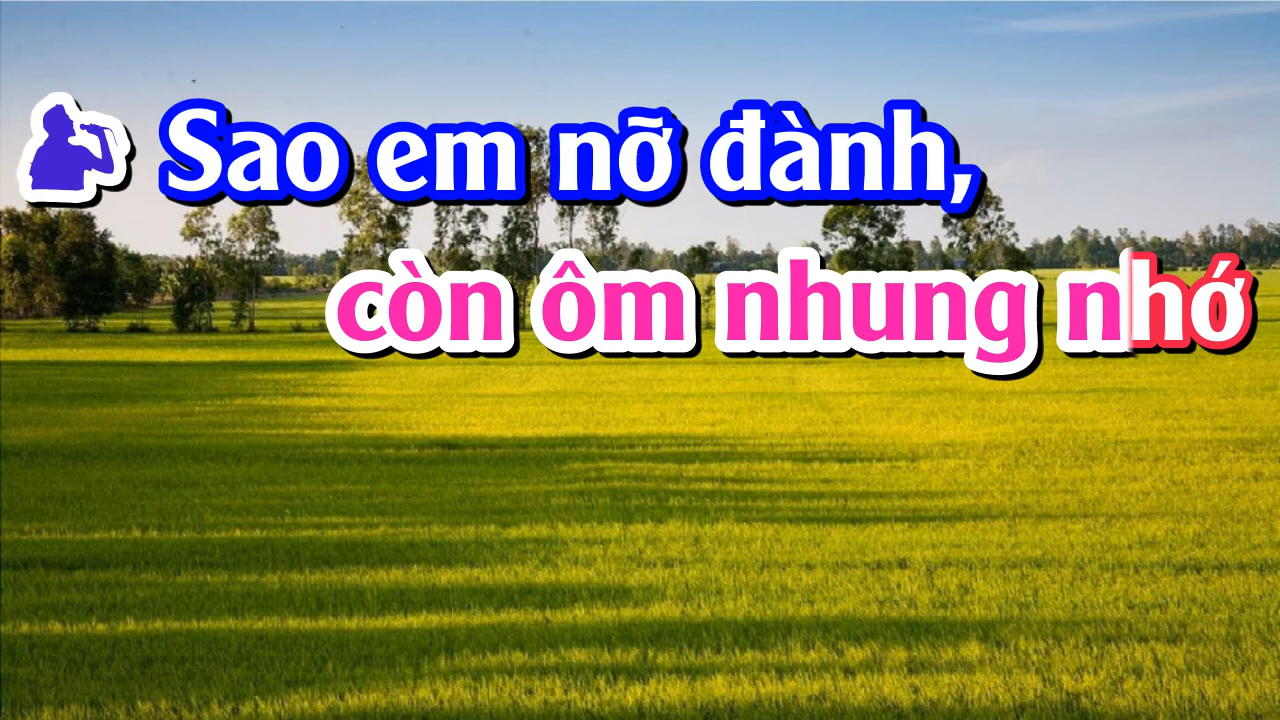 Sao em nỡ đành,
còn ôm nhung nhớ